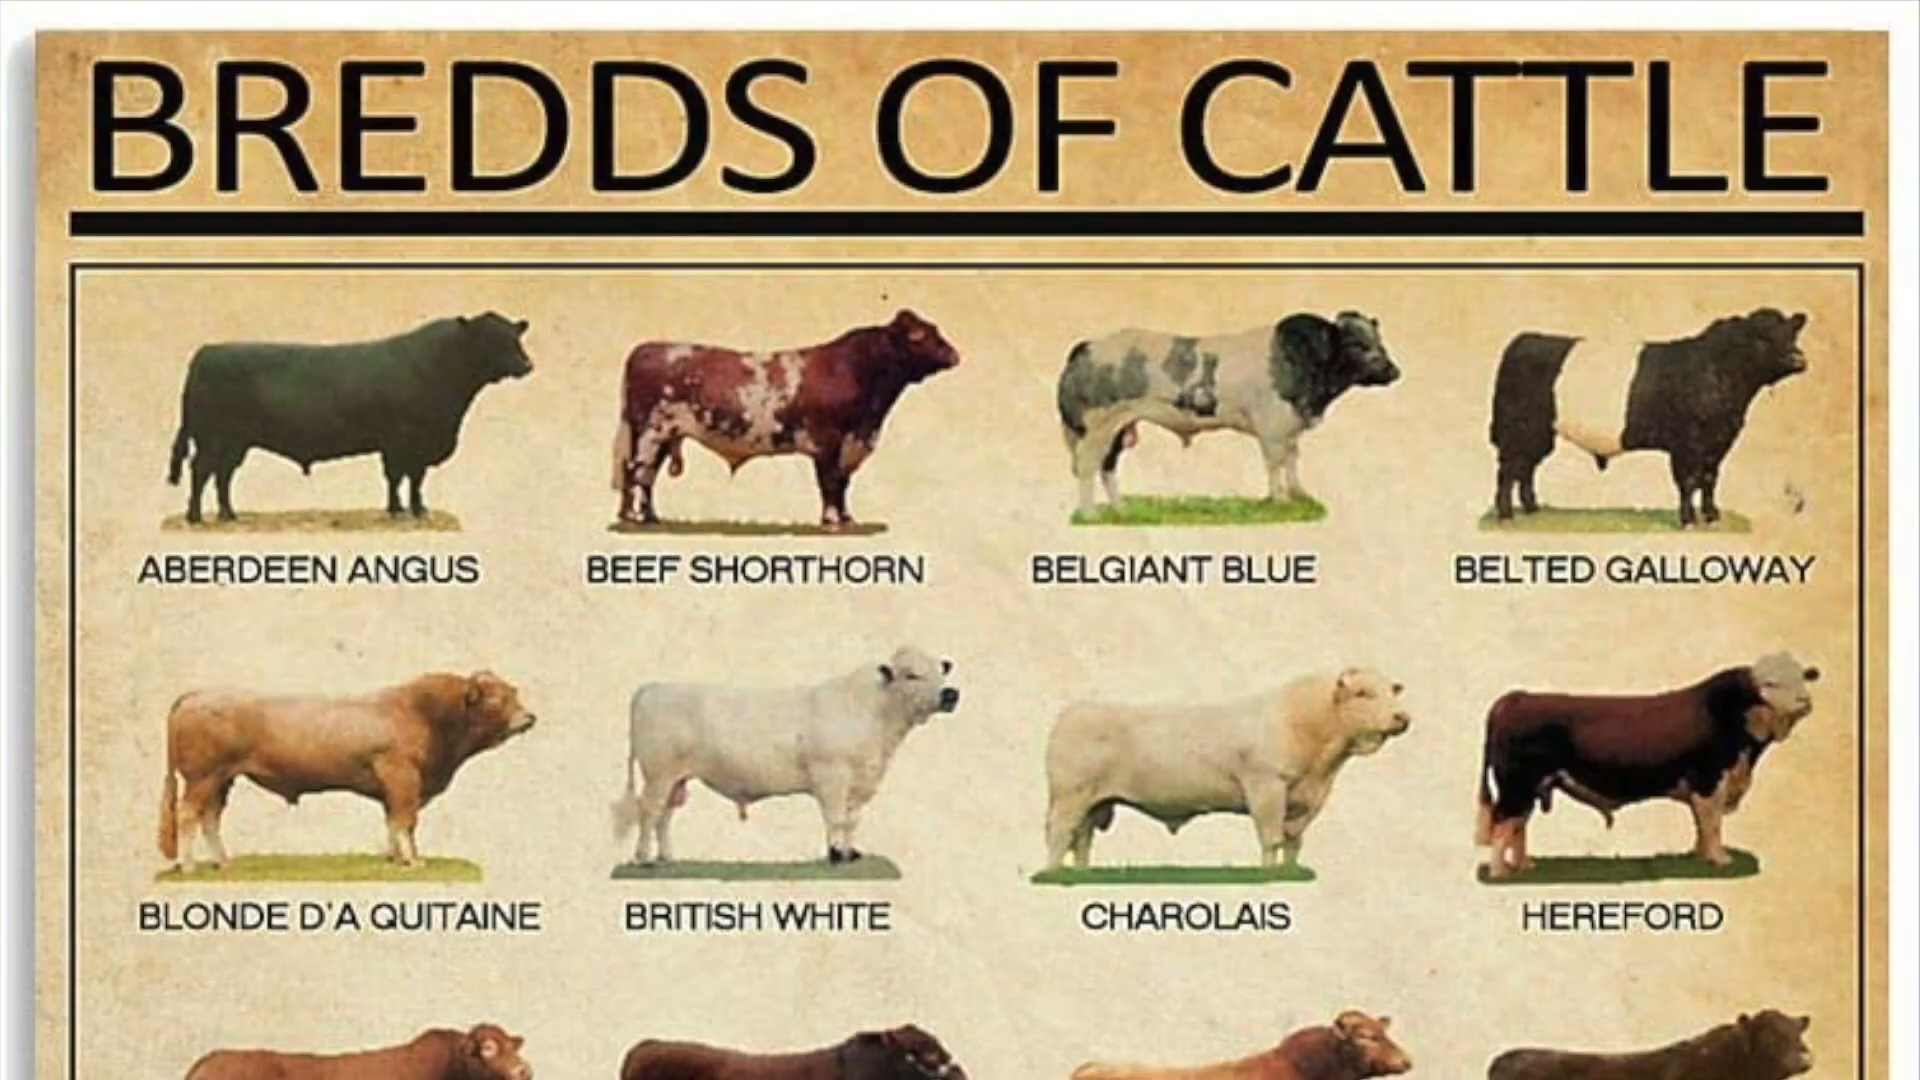 BREDDS OF CATTLE
ABERDEEN ANGUS
BEEF SHORTHORN
BELGIANT BLUE
BELTED GALLOWAY
BLONDE D'A QUITAINE
BRITISH WHITE
CHAROLAIS
HEREFORD